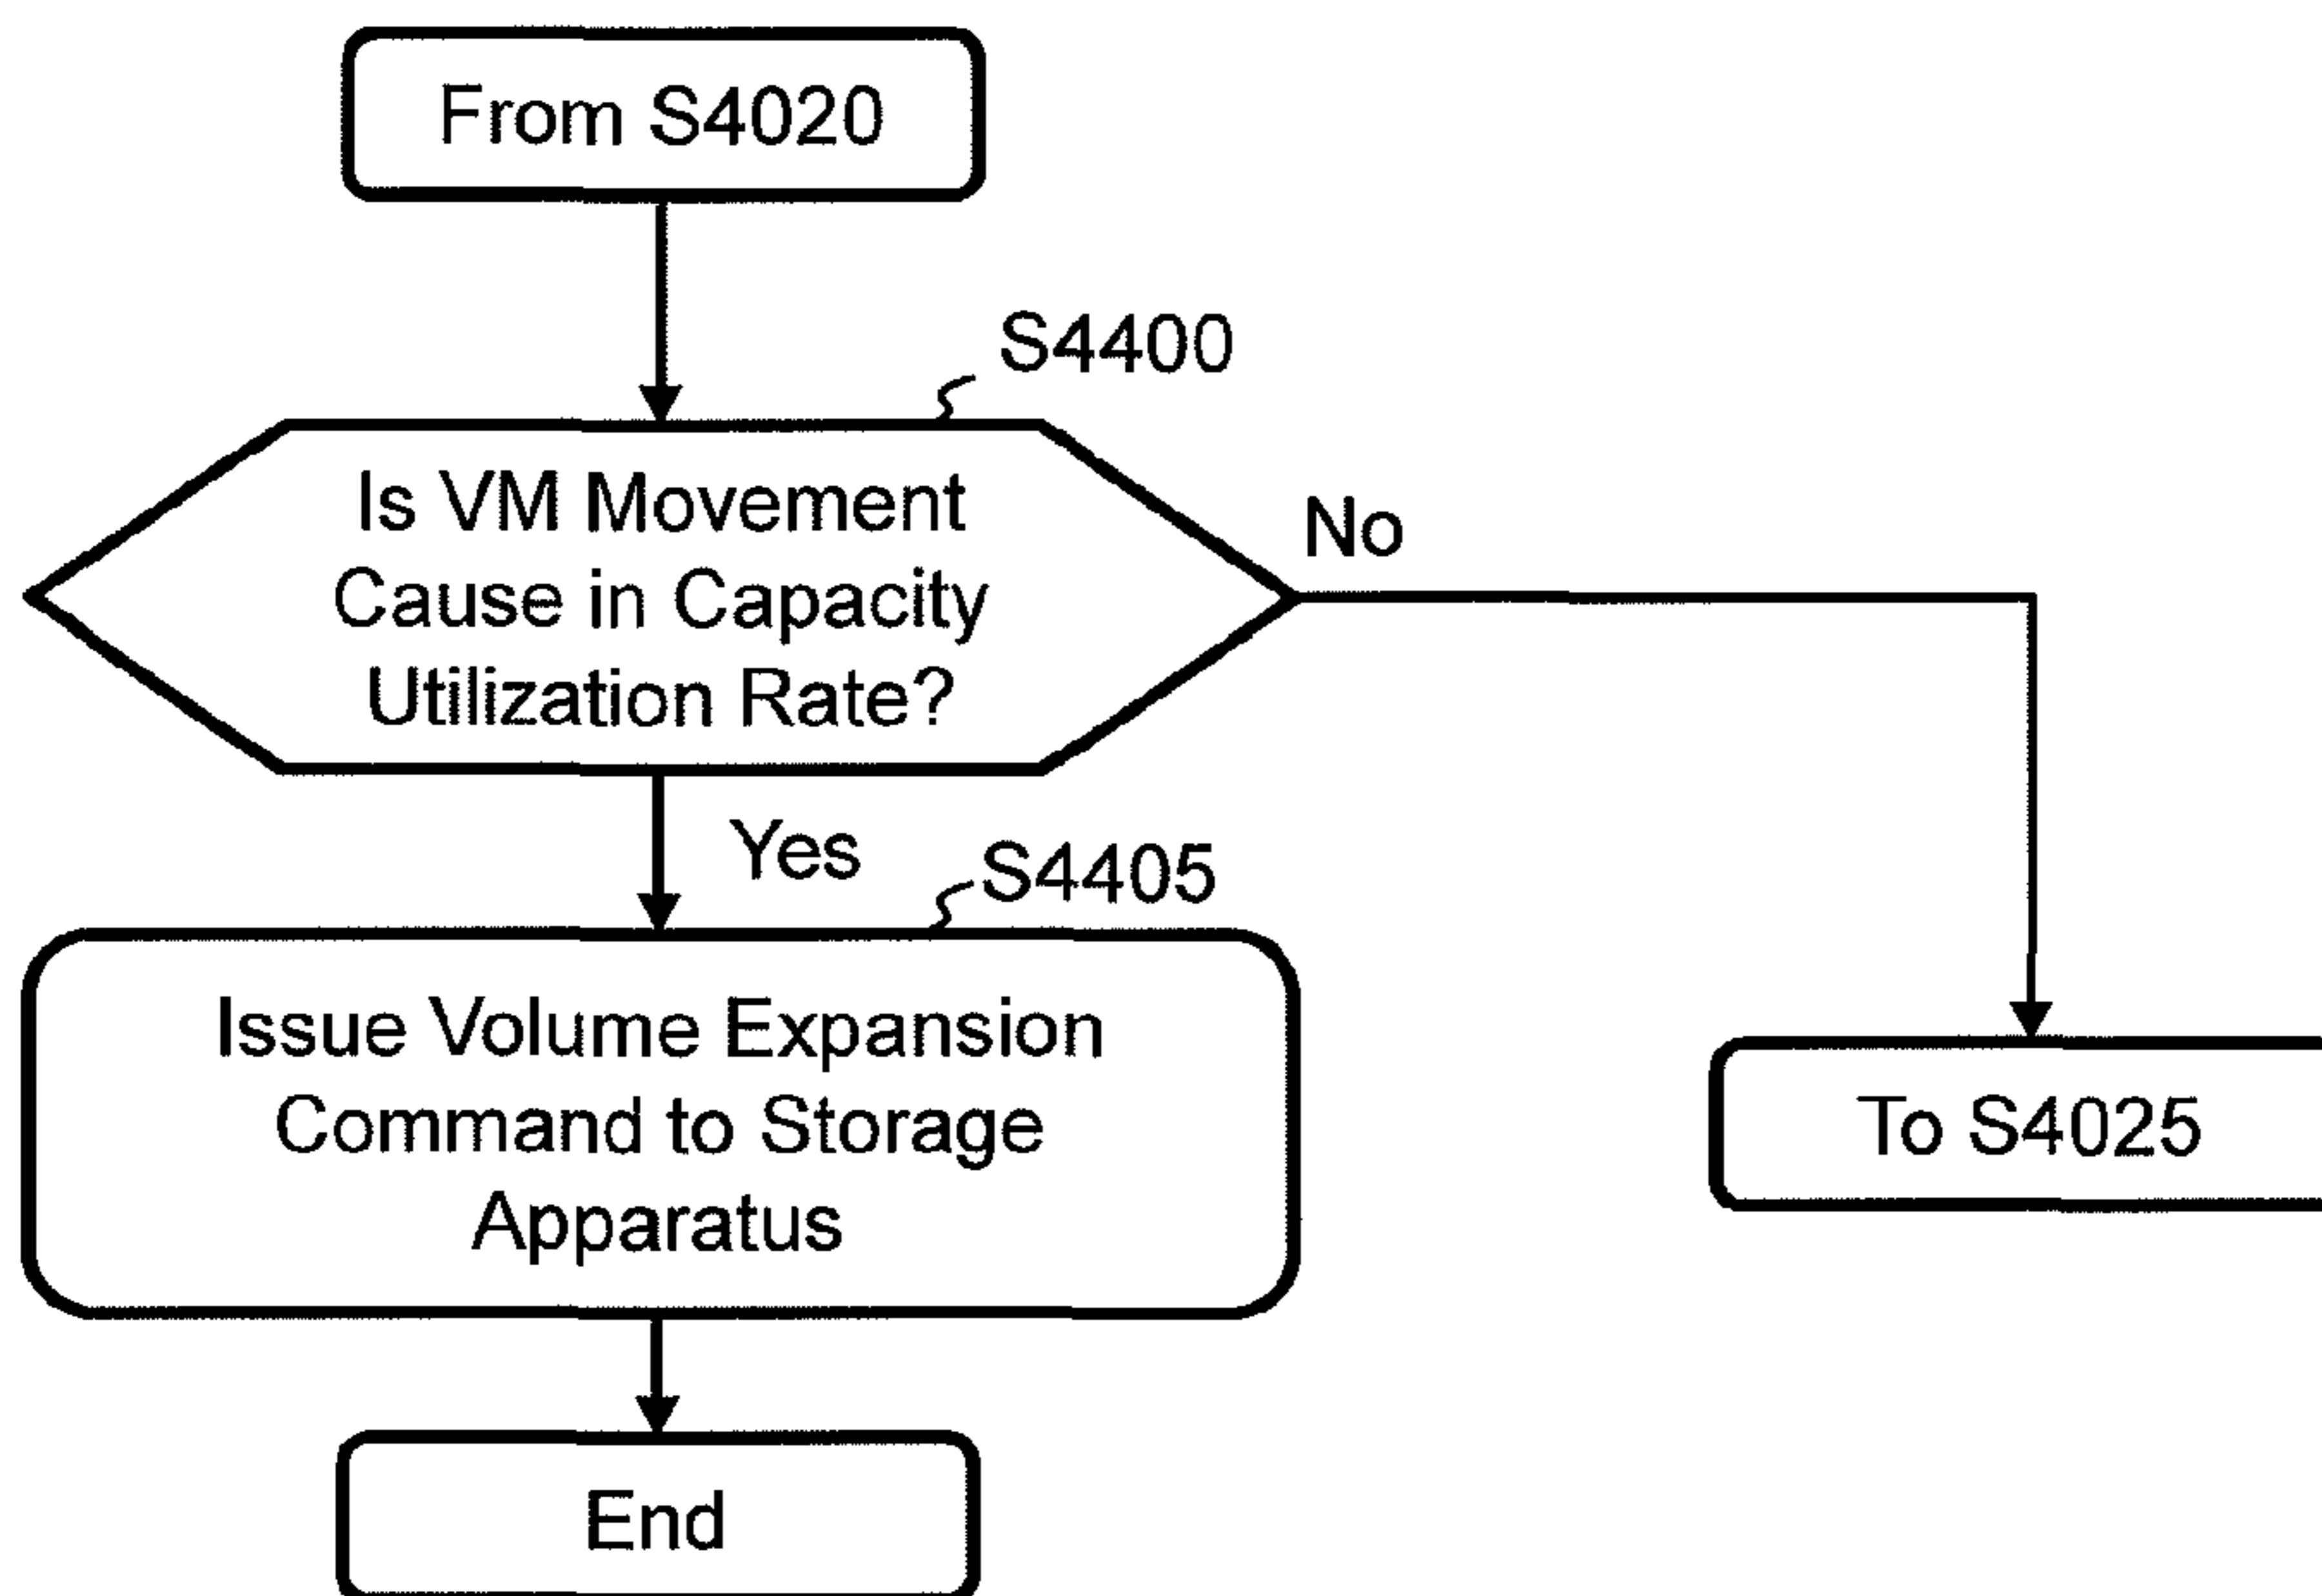 From S4020
S4400
Is VM Movement
Cause in Capacity
Utilization Rate?
No
Yes
S4405
Issue Volume Expansion
Command to Storage
Apparatus
To S4025
End